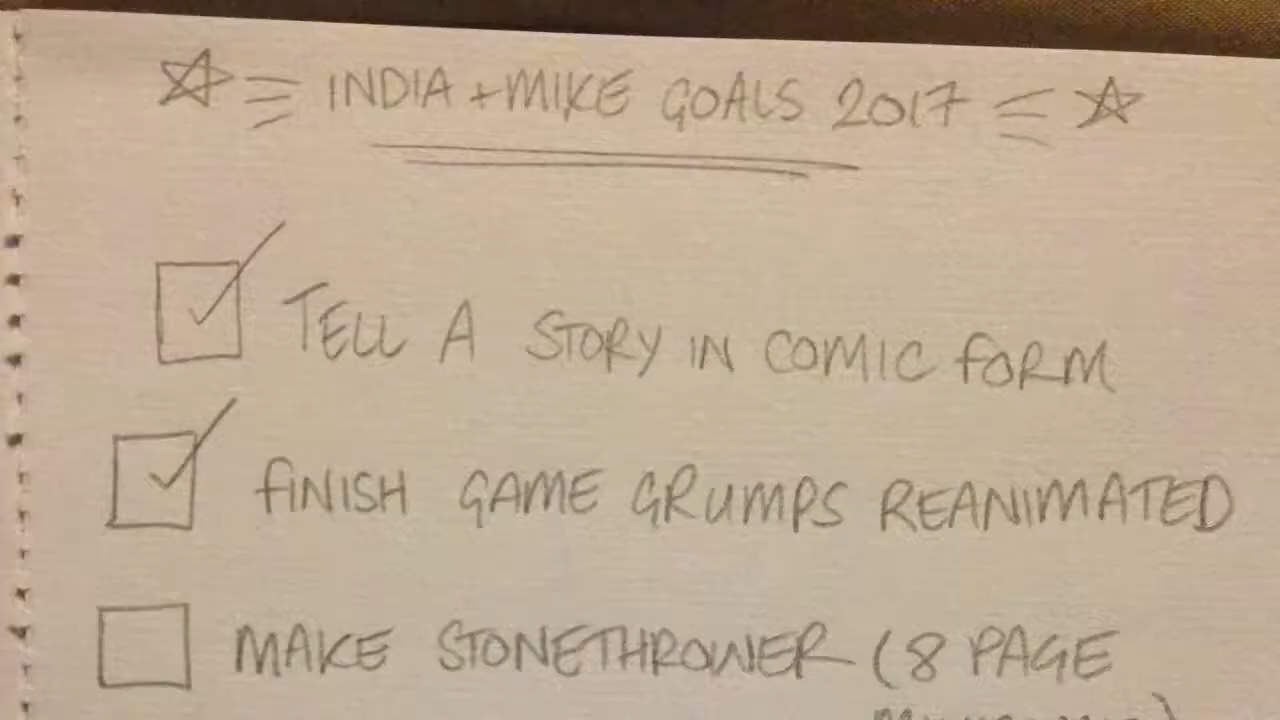 INDIA + MIKE GOALS 2017
TELL A STORY IN COMIC FORM
FINISH GAME GRUMPS REANIMATED
MAKE STONETHROWER (8 PAGE